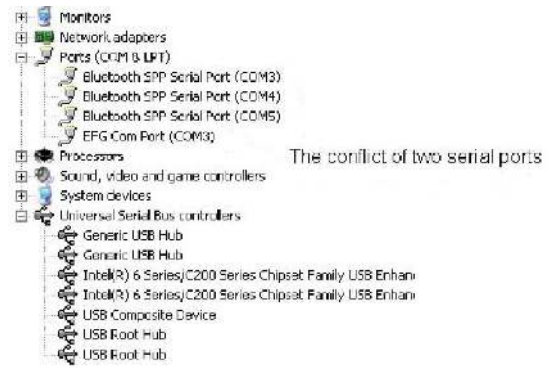 Monitors
Network adapters
Ports (COM & LPT)
Bluetooth SPP Serial Port (COM3)
Bluetooth SPP Serial Port (COM4)
Bluetooth SPP Serial Port (COM5)
EFG Com Port (COM3)
Processors
The conflict of two serial ports
Sound, video and game controllers
System devices
Universal Serial Bus controllers
Generic USB Hub
Generic USB Hub
Intel(R) 6 Series/C200 Series Chipset Family USB Enhan
Intel(R) 6 Series/C200 Series Chipset Family USB Enhan
USB Composite Device
USB Root Hub
USB Root Hub